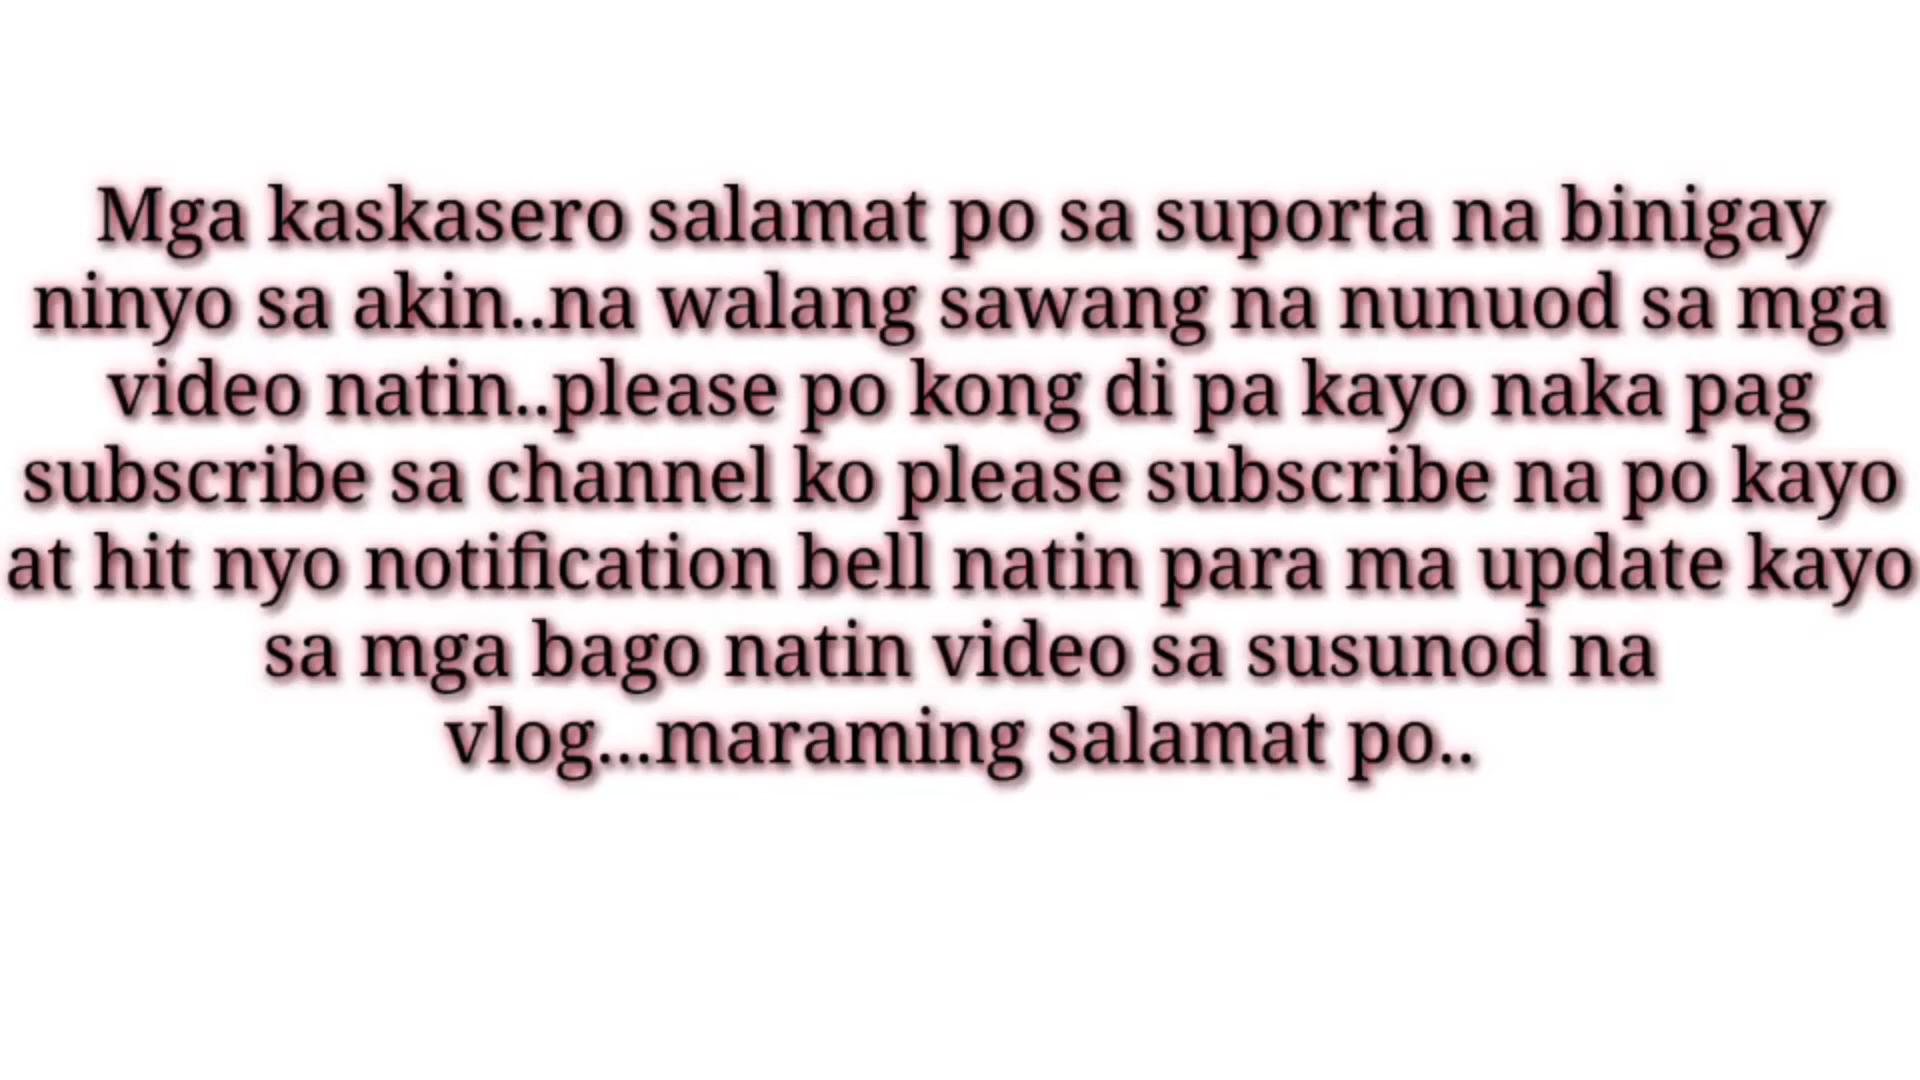 Mga kaskasero salamat po sa suporta na binigay
ninyo sa akin..na walang sawang na nunuod sa mga
video natin..please po kong di pa kayo naka pag
subscribe sa channel ko please subscribe na po kayo
at hit nyo notification bell natin para ma update kayo
sa mga bago natin video sa susunod na
vlog...maraming salamat po..